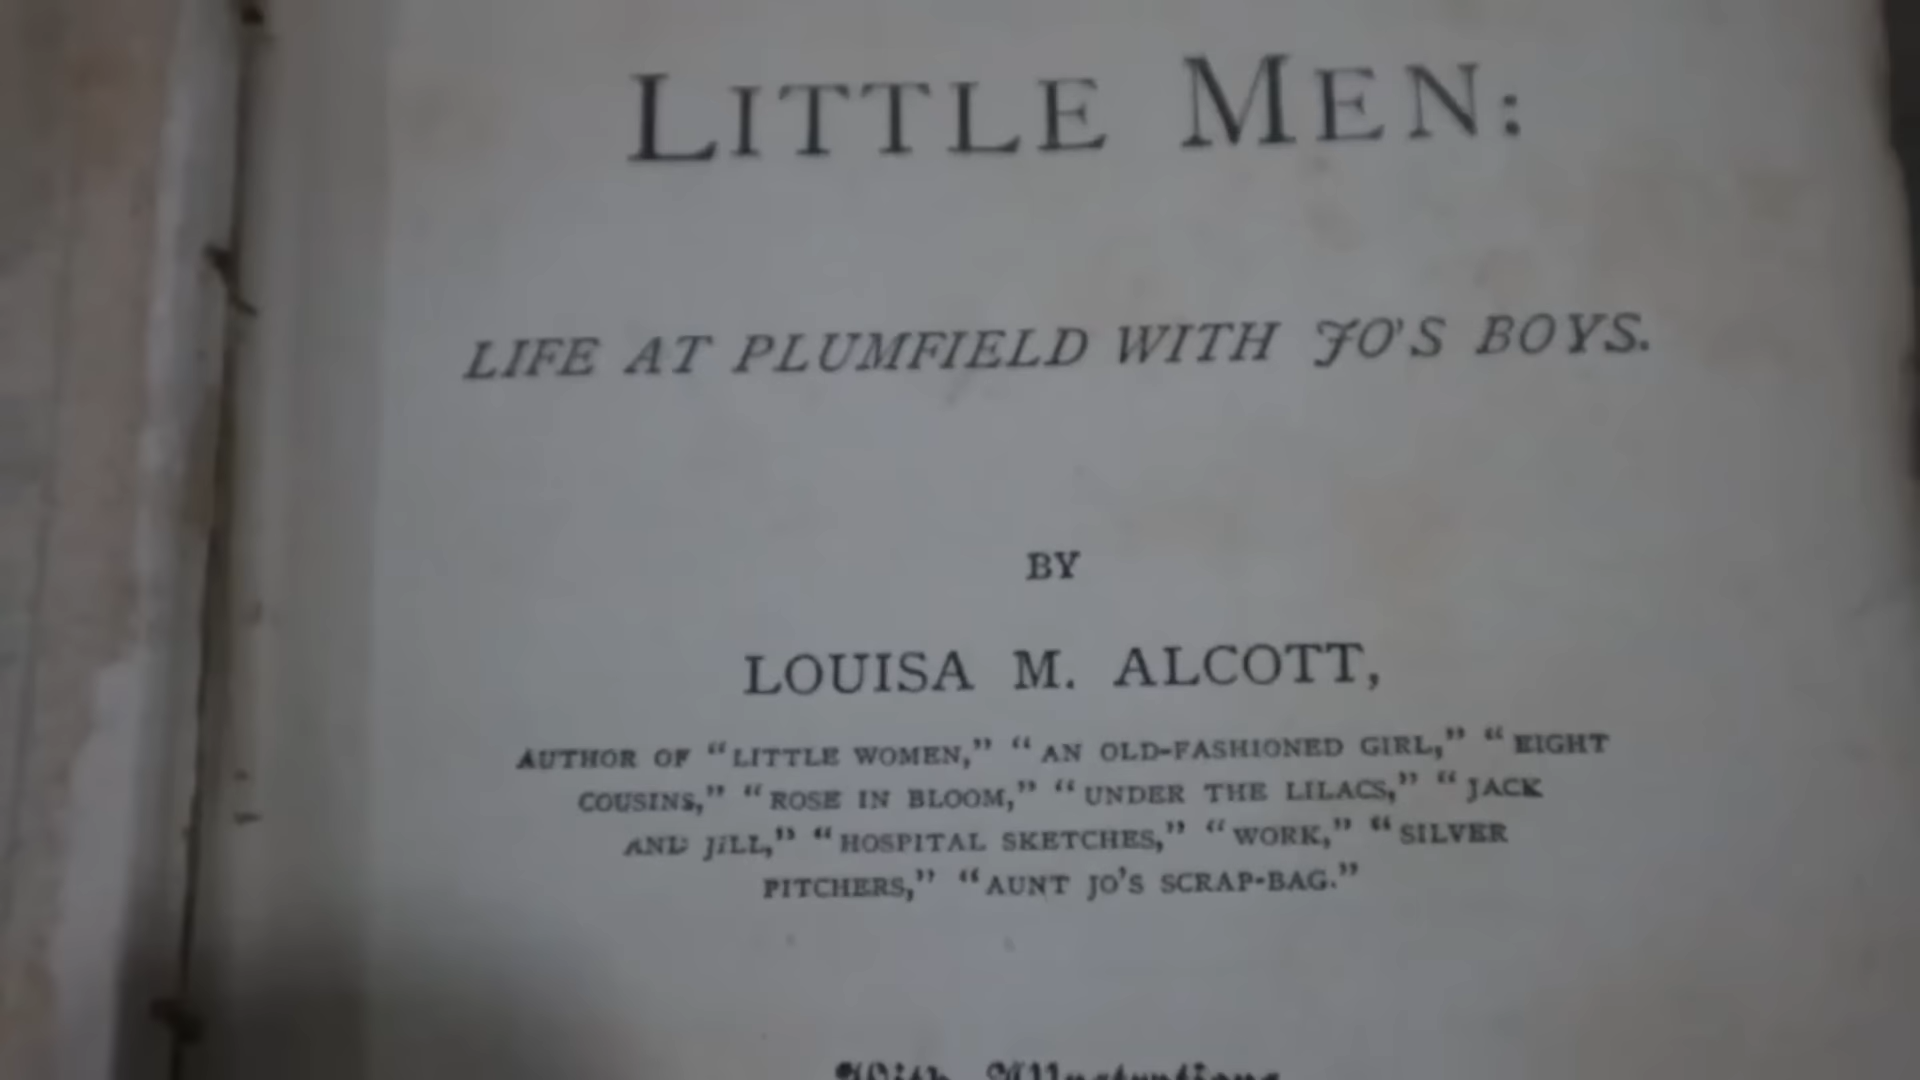 LITTLE MEN:
LIFE AT PLUMFIELD WITH JO'S BOYS.
BY
LOUISA M. ALCOTT,
AUTHOR OF “LITTLE WOMEN,” “AN OLD-FASHIONED GIRL,” “EIGHT
COUSINS,” “ROSE IN BLOOM,” “UNDER THE LILACS,” “JACK
AND JILL,” “HOSPITAL SKETCHES,” “WORK,” “SILVER
PITCHERS,” “AUNT JO'S SCRAP-BAG.”
With Illustrations